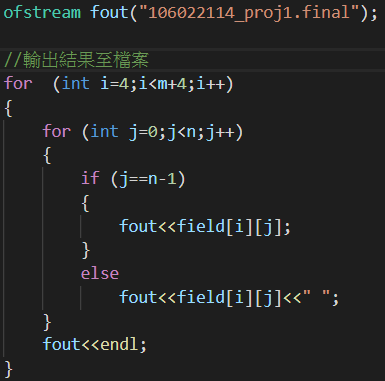 ofstream fout("106022114_proj1.final");
//輸出結果至檔案
for  (int i=4;i<m+4;i++)
{
    for (int j=0;j<n;j++)
    {
        if (j==n-1)
        {
            fout<<field[i][j];
        }
        else
            fout<<field[i][j]<<" ";
    }
    fout<<endl;
}